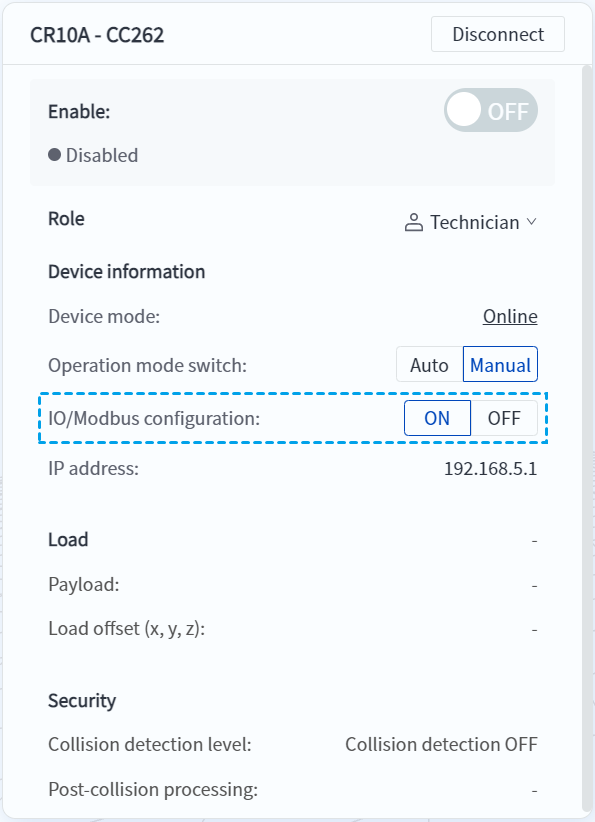 CR10A - CC262 Disconnect
Enable: OFF
Disabled
Role Technician
Device information
Device mode: Online
Operation mode switch: Auto Manual
IO/Modbus configuration: ON OFF
IP address: 192.168.5.1
Load -
Payload: -
Load offset (x, y, z): -
Security
Collision detection level: Collision detection OFF
Post-collision processing: -